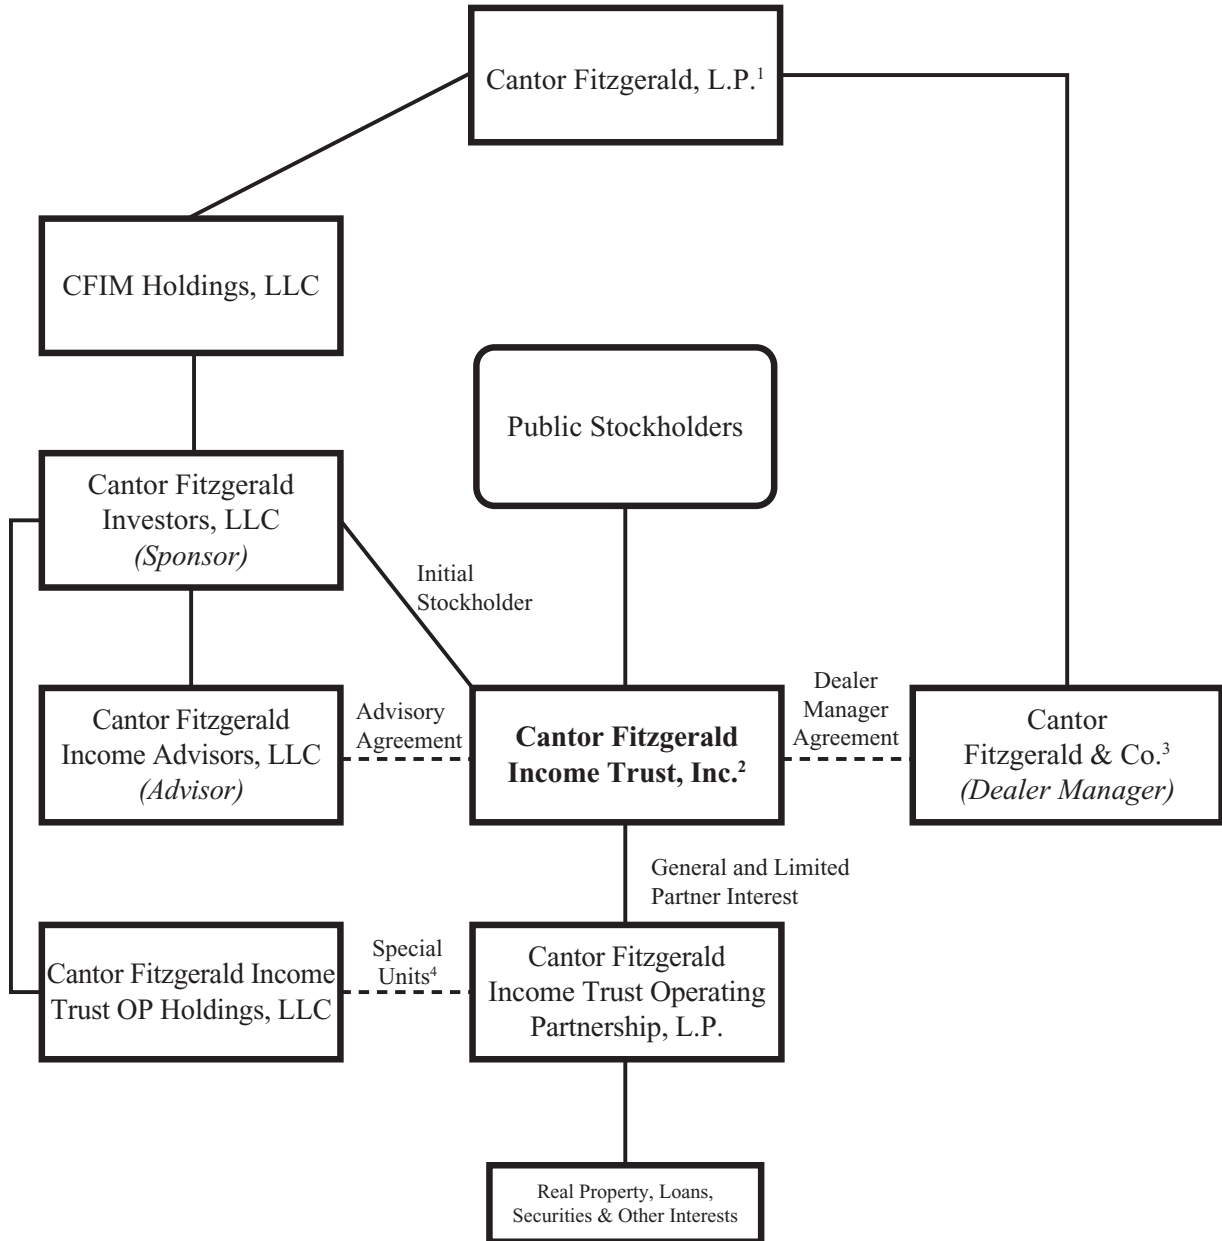 Cantor Fitzgerald, L.P.¹
CFIM Holdings, LLC
Public Stockholders
Cantor Fitzgerald
Investors, LLC
(Sponsor)
Initial
Stockholder
Cantor Fitzgerald
Income Advisors, LLC
(Advisor)
Advisory
Agreement
Cantor Fitzgerald
Income Trust, Inc.²
Dealer
Manager
Agreement
Cantor
Fitzgerald & Co.³
(Dealer Manager)
General and Limited
Partner Interest
Cantor Fitzgerald Income
Trust OP Holdings, LLC
Special
Units⁴
Cantor Fitzgerald
Income Trust Operating
Partnership, L.P.
Real Property, Loans,
Securities & Other Interests